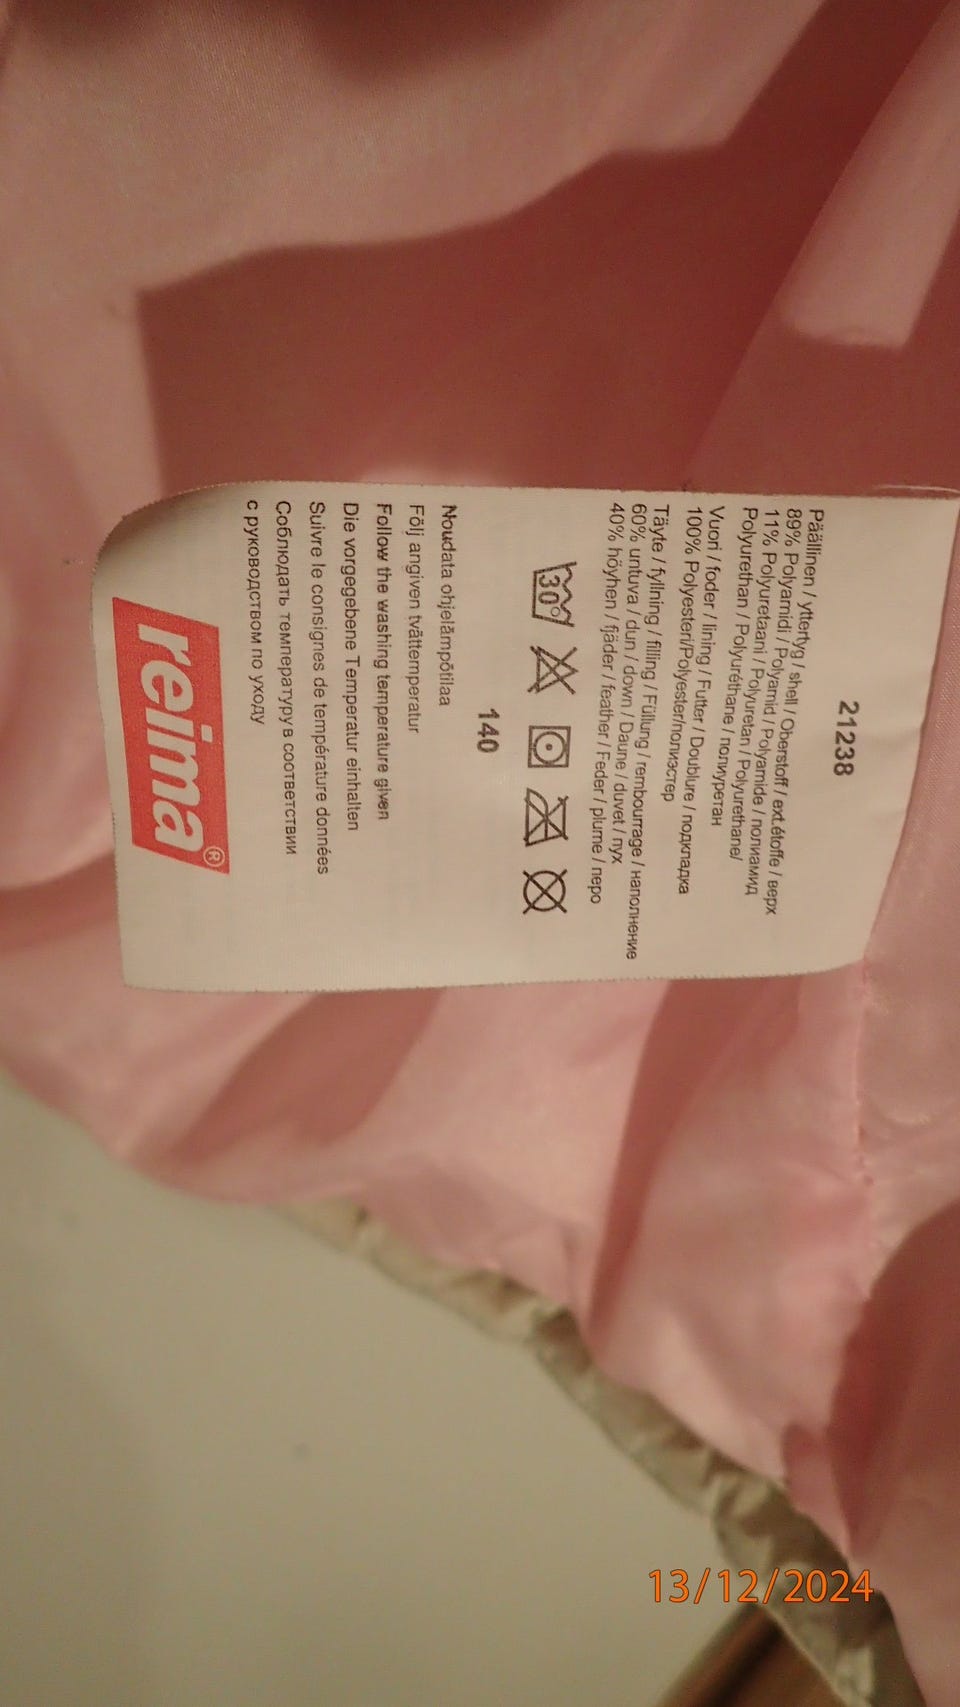 21238
Päällinen / yttertyg / shell / Oberstoff / ext.étoffe / верх
89% Polyamidi / Polyamid / Polyamide / полиамид
11% Polyuretaani / Polyuretan / Polyurethane/
Polyurethan / Polyuréthane / полиуретан
Vuori / foder / lining / Futter / Doublure / подкладка
100% Polyesteri/Polyester/полиэстер
Täyte / fyllning / filling / Füllung / rembourrage / наполнение
60% untuva / dun / down / Daune / duvet / пух
40% höyhen / fjäder / feather / Feder / plume / перо
30°
140
Noudata ohjelämpötilaa
Följ angiven tvättemperatur
Follow the washing temperature given
Die vorgegebene Temperatur einhalten
Suivre le consignes de température données
Соблюдать температуру в соответствии
с руководством по уходу
reima®
13/12/2024